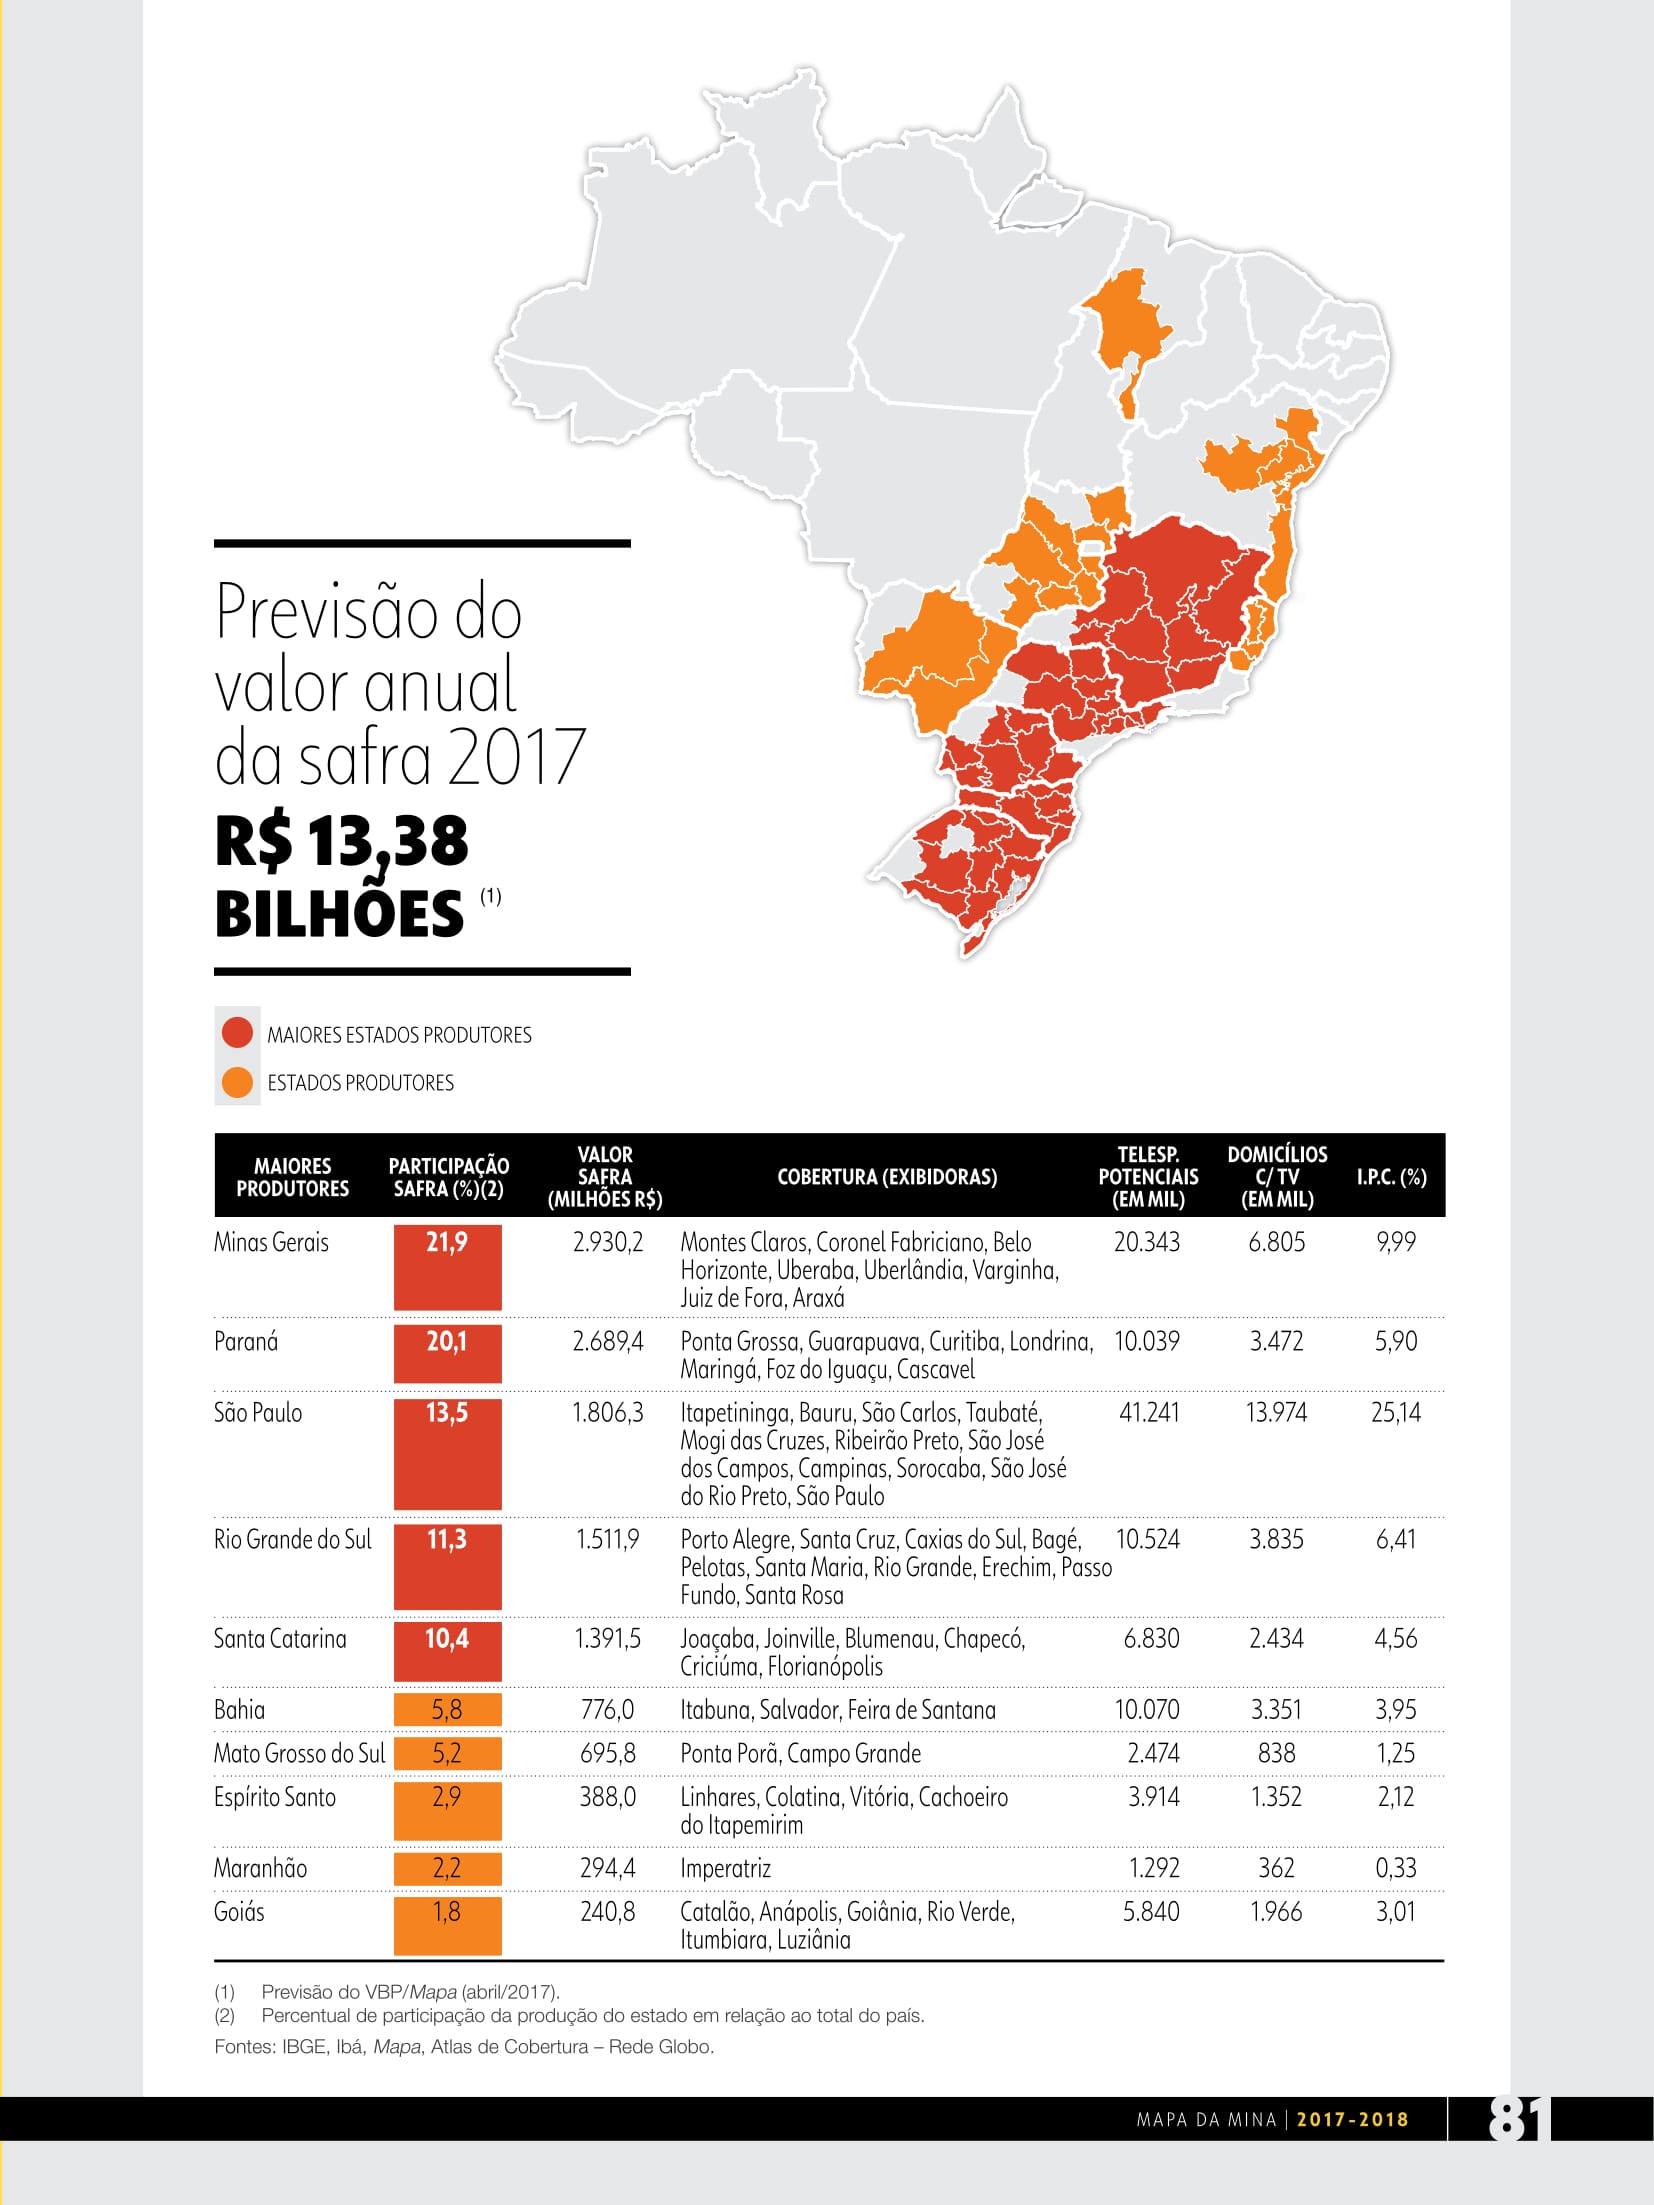 Previsão do
valor anual
da safra 2017
R$ 13,38
BILHÕES (1)
MAIORES ESTADOS PRODUTORES
ESTADOS PRODUTORES
MAIORES PRODUTORES PARTICIPAÇÃO SAFRA (%)(2) VALOR SAFRA (MILHÕES R$) COBERTURA (EXIBIDORAS) TELESP. POTENCIAIS (EM MIL) DOMICÍLIOS C/ TV (EM MIL) I.P.C. (%)
Minas Gerais 21,9 2.930,2 Montes Claros, Coronel Fabriciano, Belo 20.343 6.805 9,99
Horizonte, Uberaba, Uberlândia, Varginha,
Juiz de Fora, Araxá
Paraná 20,1 2.689,4 Ponta Grossa, Guarapuava, Curitiba, Londrina, 10.039 3.472 5,90
Maringá, Foz do Iguaçu, Cascavel
São Paulo 13,5 1.806,3 Itapetininga, Bauru, São Carlos, Taubaté, 41.241 13.974 25,14
Mogi das Cruzes, Ribeirão Preto, São José
dos Campos, Campinas, Sorocaba, São José
do Rio Preto, São Paulo
Rio Grande do Sul 11,3 1.511,9 Porto Alegre, Santa Cruz, Caxias do Sul, Bagé, 10.524 3.835 6,41
Pelotas, Santa Maria, Rio Grande, Erechim, Passo
Fundo, Santa Rosa
Santa Catarina 10,4 1.391,5 Joaçaba, Joinville, Blumenau, Chapecó, 6.830 2.434 4,56
Criciúma, Florianópolis
Bahia 5,8 776,0 Itabuna, Salvador, Feira de Santana 10.070 3.351 3,95
Mato Grosso do Sul 5,2 695,8 Ponta Porã, Campo Grande 2.474 838 1,25
Espírito Santo 2,9 388,0 Linhares, Colatina, Vitória, Cachoeiro 3.914 1.352 2,12
do Itapemirim
Maranhão 2,2 294,4 Imperatriz 1.292 362 0,33
Goiás 1,8 240,8 Catalão, Anápolis, Goiânia, Rio Verde, 5.840 1.966 3,01
Itumbiara, Luziânia
(1) Previsão do VBP/Mapa (abril/2017).
(2) Percentual de participação da produção do estado em relação ao total do país.
Fontes: IBGE, Ibá, Mapa, Atlas de Cobertura – Rede Globo.
MAPA DA MINA | 2017-2018 81